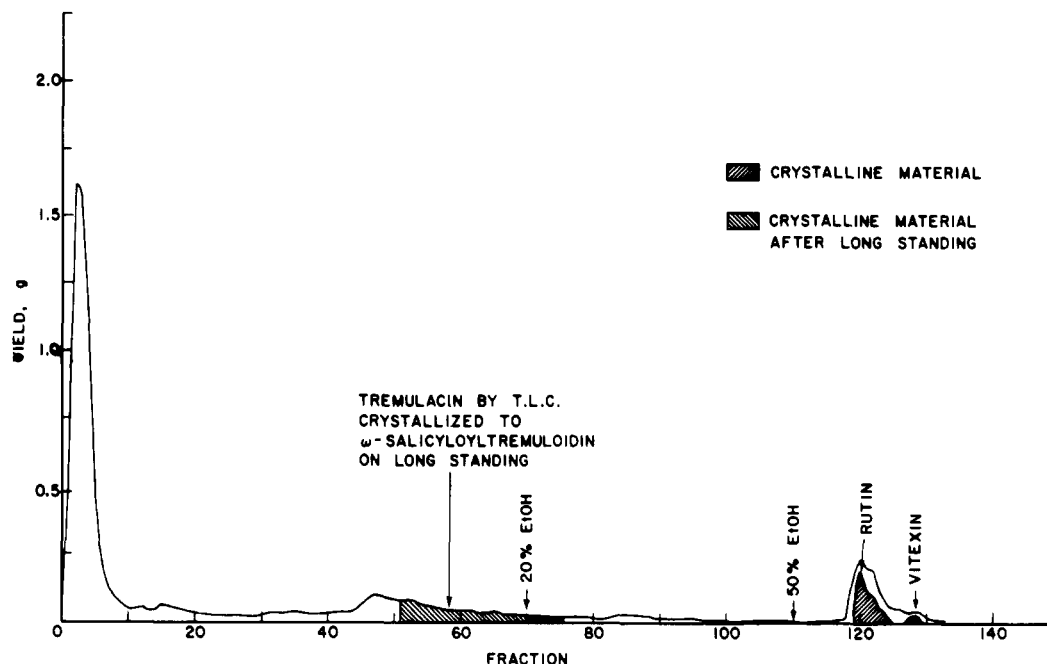 2.0
1.5
1.0
0.5
YIELD, g
CRYSTALLINE MATERIAL
CRYSTALLINE MATERIAL
AFTER LONG STANDING
TREMULACIN BY T.L.C.
CRYSTALLIZED TO
ω-SALICYLOYLTREMULOIDIN
ON LONG STANDING
20% EtOH
50% EtOH
RUTIN
VITEXIN
0 20 40 60 80 100 120 140
FRACTION